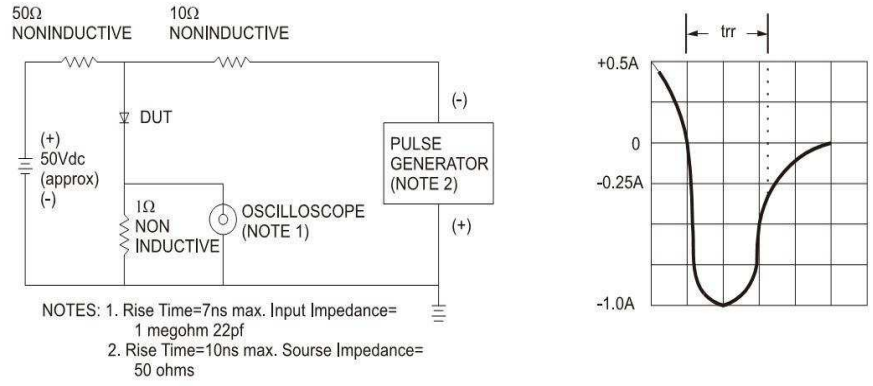 50Ω
NONINDUCTIVE
10Ω
NONINDUCTIVE
DUT
(+)
50Vdc
(approx)
(-)
1Ω
NON
INDUCTIVE
OSCILLOSCOPE
(NOTE 1)
(-)
PULSE
GENERATOR
(NOTE 2)
(+)
NOTES: 1. Rise Time=7ns max. Input Impedance=
1 megohm 22pf
2. Rise Time=10ns max. Sourse Impedance=
50 ohms
trr
+0.5A
0
-0.25A
-1.0A